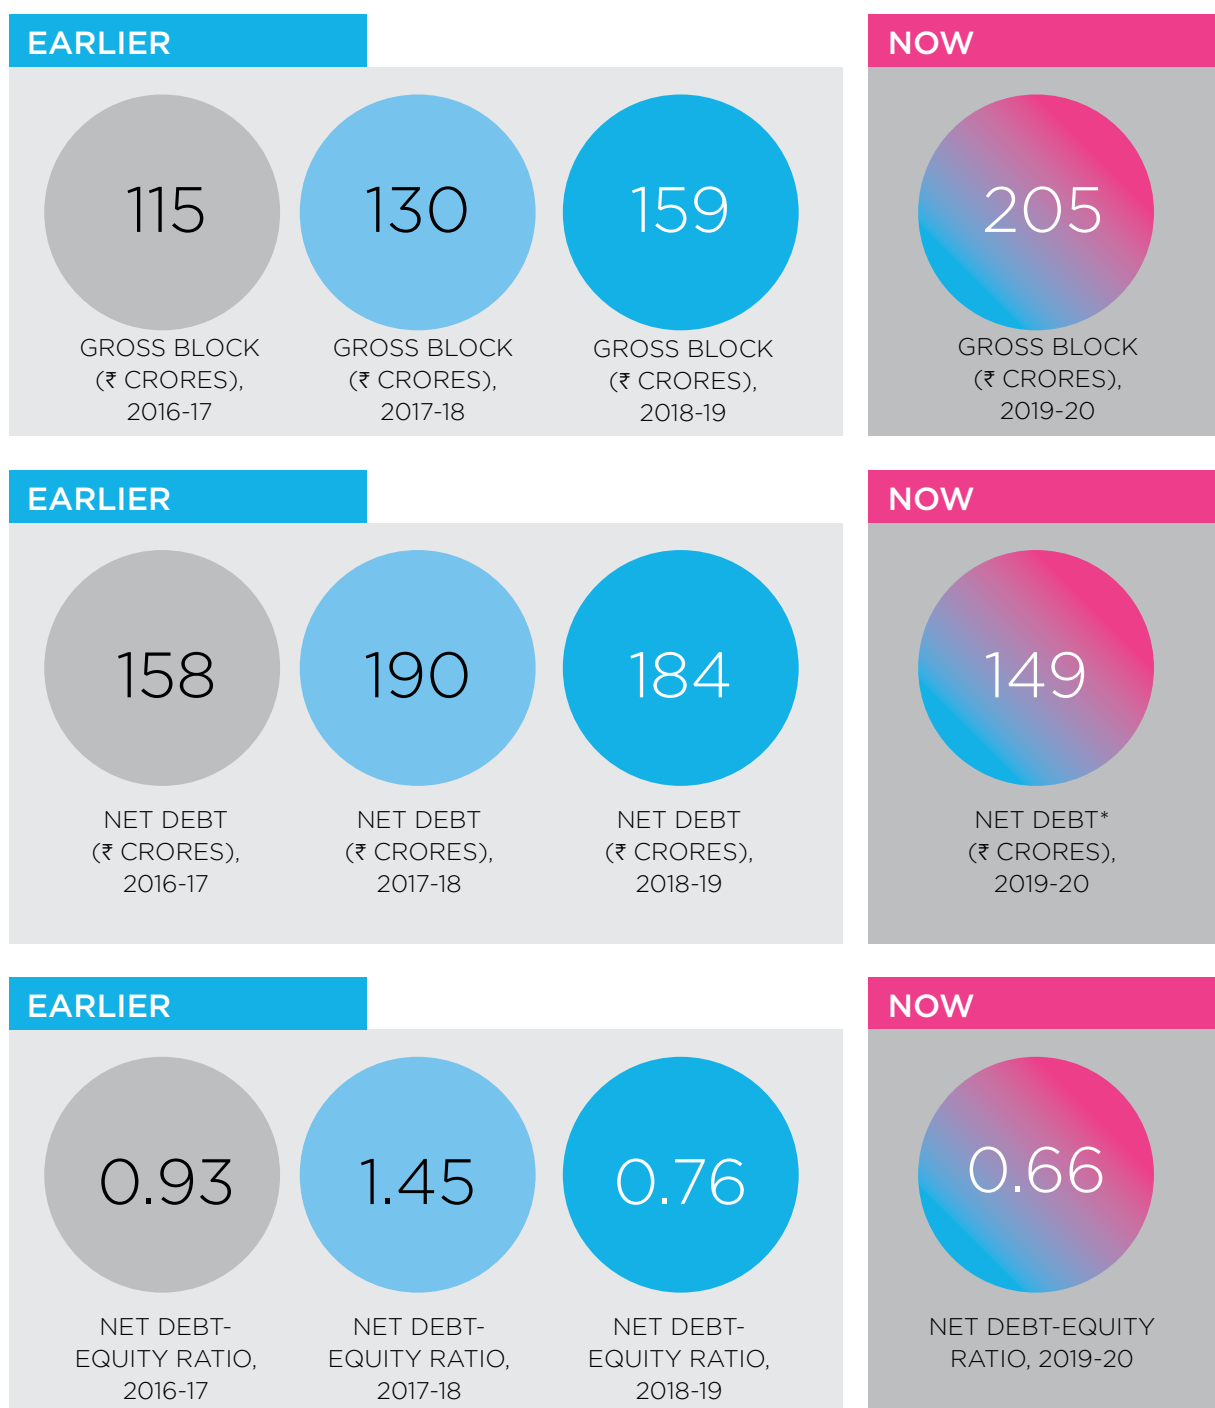 EARLIER
115
GROSS BLOCK
(₹ CRORES),
2016-17
130
GROSS BLOCK
(₹ CRORES),
2017-18
159
GROSS BLOCK
(₹ CRORES),
2018-19
NOW
205
GROSS BLOCK
(₹ CRORES),
2019-20
EARLIER
158
NET DEBT
(₹ CRORES),
2016-17
190
NET DEBT
(₹ CRORES),
2017-18
184
NET DEBT
(₹ CRORES),
2018-19
NOW
149
NET DEBT*
(₹ CRORES),
2019-20
EARLIER
0.93
NET DEBT-
EQUITY RATIO,
2016-17
1.45
NET DEBT-
EQUITY RATIO,
2017-18
0.76
NET DEBT-
EQUITY RATIO,
2018-19
NOW
0.66
NET DEBT-EQUITY
RATIO, 2019-20